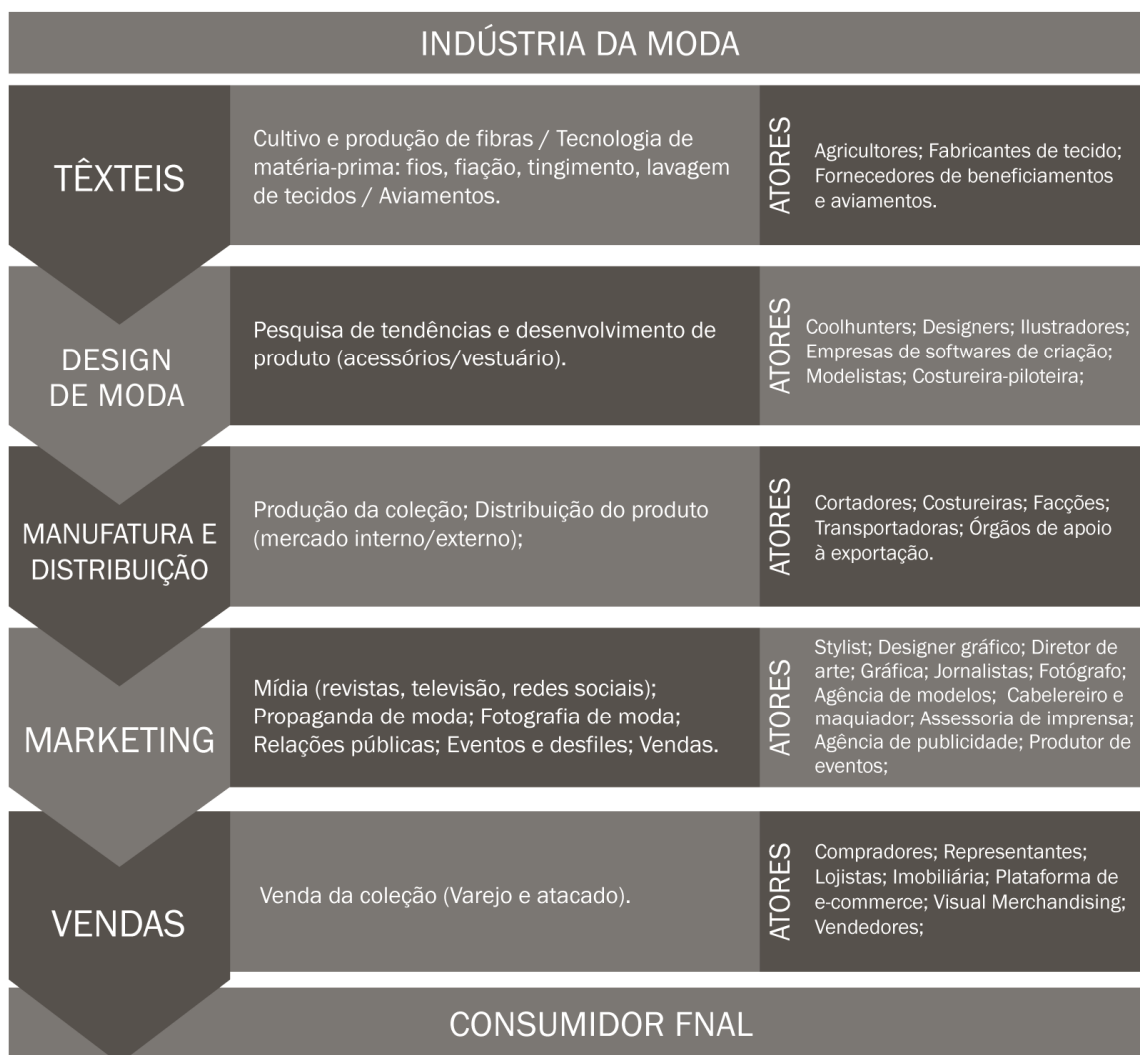 INDÚSTRIA DA MODA
TÊXTEIS
Cultivo e produção de fibras / Tecnologia de
matéria-prima: fios, fiação, tingimento, lavagem
de tecidos / Aviamentos.
ATORES
Agricultores; Fabricantes de tecido;
Fornecedores de beneficiamentos
e aviamentos.
DESIGN
DE MODA
Pesquisa de tendências e desenvolvimento de
produto (acessórios/vestuário).
ATORES
Coolhunters; Designers; Ilustradores;
Empresas de softwares de criação;
Modelistas; Costureira-piloteira;
MANUFATURA E
DISTRIBUIÇÃO
Produção da coleção; Distribuição do produto
(mercado interno/externo);
ATORES
Cortadores; Costureiras; Facções;
Transportadoras; Órgãos de apoio
à exportação.
MARKETING
Mídia (revistas, televisão, redes sociais);
Propaganda de moda; Fotografia de moda;
Relações públicas; Eventos e desfiles; Vendas.
ATORES
Stylist; Designer gráfico; Diretor de
arte; Gráfica; Jornalistas; Fotógrafo;
Agência de modelos; Cabelereiro e
maquiador; Assessoria de imprensa;
Agência de publicidade; Produtor de
eventos;
VENDAS
Venda da coleção (Varejo e atacado).
ATORES
Compradores; Representantes;
Lojistas; Imobiliária; Plataforma de
e-commerce; Visual Merchandising;
Vendedores;
CONSUMIDOR FNAL